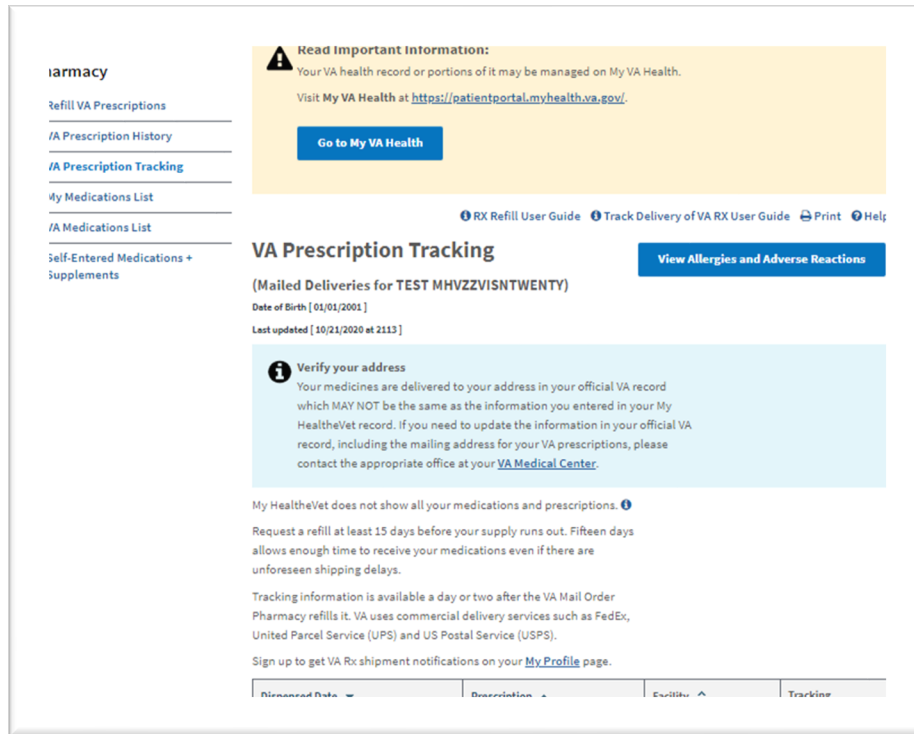 Read Important Information:
Your VA health record or portions of it may be managed on My VA Health.
Visit My VA Health at https://patientportal.myhealth.va.gov/.
Go to My VA Health
armacy
Refill VA Prescriptions
VA Prescription History
VA Prescription Tracking
My Medications List
VA Medications List
Self-Entered Medications +
Supplements
RX Refill User Guide Track Delivery of VA RX User Guide Print Help
VA Prescription Tracking
View Allergies and Adverse Reactions
(Mailed Deliveries for TEST MHVZZVISNTWENTY)
Date of Birth [ 01/01/2001 ]
Last updated [ 10/21/2020 at 2113 ]
Verify your address
Your medicines are delivered to your address in your official VA record
which MAY NOT be the same as the information you entered in your My
HealtheVet record. If you need to update the information in your official VA
record, including the mailing address for your VA prescriptions, please
contact the appropriate office at your VA Medical Center.
My HealtheVet does not show all your medications and prescriptions.
Request a refill at least 15 days before your supply runs out. Fifteen days
allows enough time to receive your medications even if there are
unforeseen shipping delays.
Tracking information is available a day or two after the VA Mail Order
Pharmacy refills it. VA uses commercial delivery services such as FedEx,
United Parcel Service (UPS) and US Postal Service (USPS).
Sign up to get VA Rx shipment notifications on your My Profile page.
Dispensed Date Prescription Facility Tracking